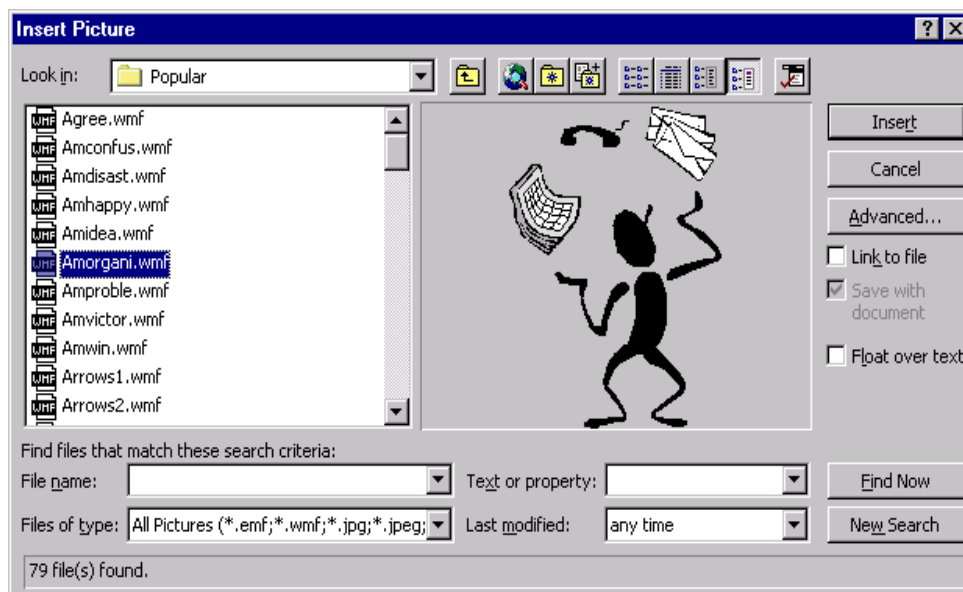 Insert Picture
Look in: Popular
Agree.wmf
Amconfus.wmf
Amdisast.wmf
Amhappy.wmf
Amidea.wmf
Amorgani.wmf
Amproble.wmf
Amvictor.wmf
Amwin.wmf
Arrows1.wmf
Arrows2.wmf
Insert
Cancel
Advanced...
Link to file
Save with
document
Float over text
Find files that match these search criteria:
File name:
Text or property:
Find Now
Files of type: All Pictures (*.emf;*.wmf;*.jpg;*.jpeg;
Last modified: any time
New Search
79 file(s) found.